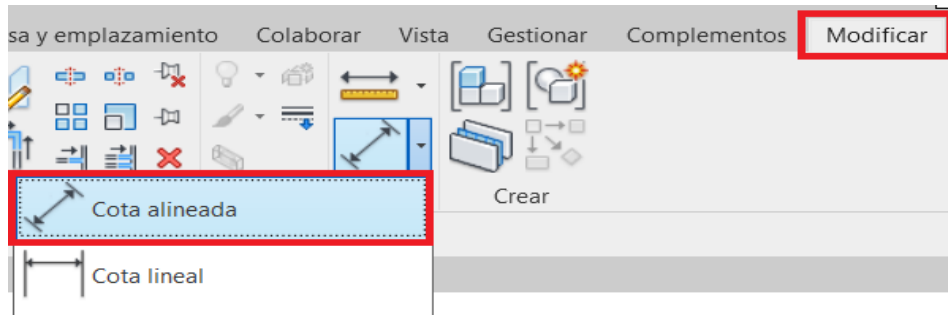 sa y emplazamiento Colaborar Vista Gestionar Complementos Modificar
Crear
Cota alineada
Cota lineal